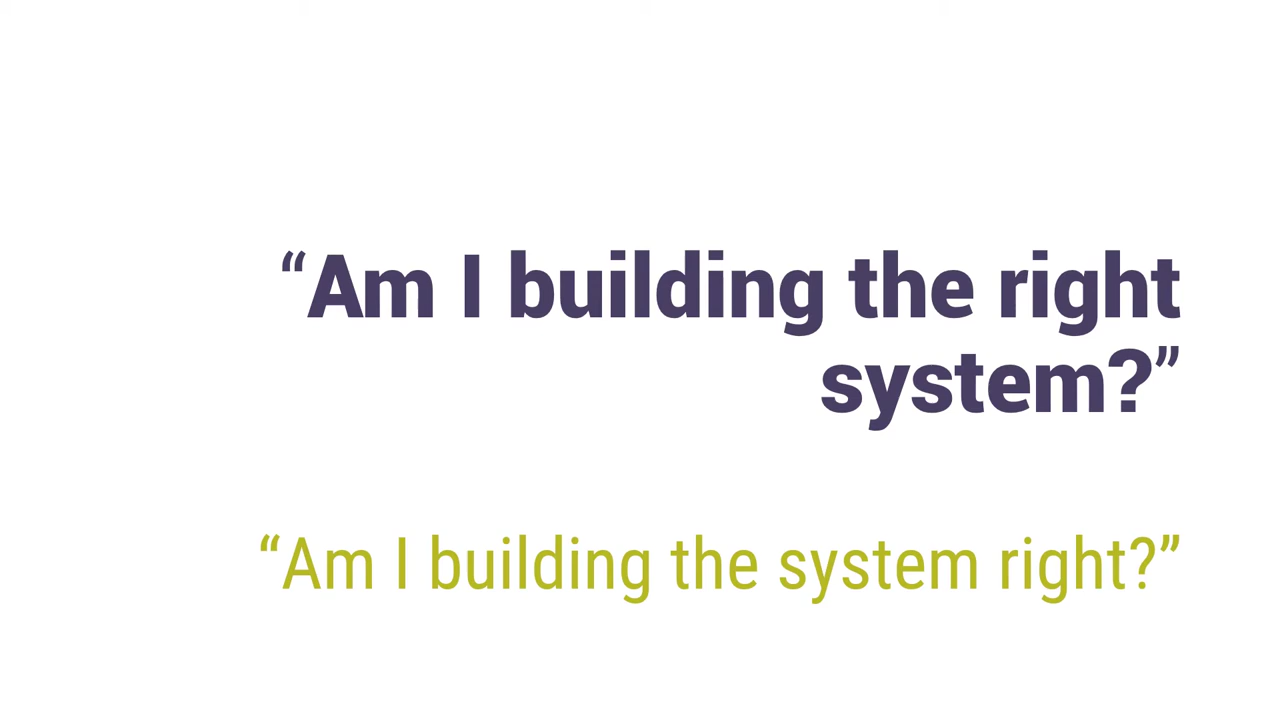 “Am I building the right
system?”
“Am I building the system right?”